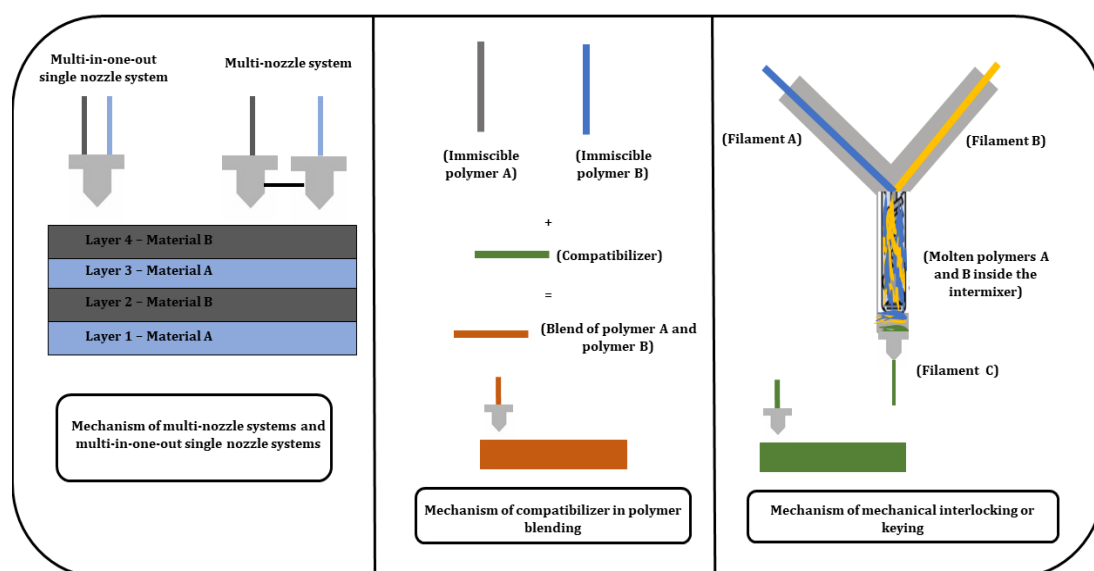 Multi-in-one-out
single nozzle system
Multi-nozzle system
Layer 4 – Material B
Layer 3 – Material A
Layer 2 – Material B
Layer 1 – Material A
Mechanism of multi-nozzle systems and
multi-in-one-out single nozzle systems
(Immiscible
polymer A)
(Immiscible
polymer B)
+
(Compatibilizer)
=
(Blend of polymer A and
polymer B)
Mechanism of compatibilizer in polymer
blending
(Filament A)
(Filament B)
(Molten polymers A
and B inside the
intermixer)
(Filament C)
Mechanism of mechanical interlocking or
keying